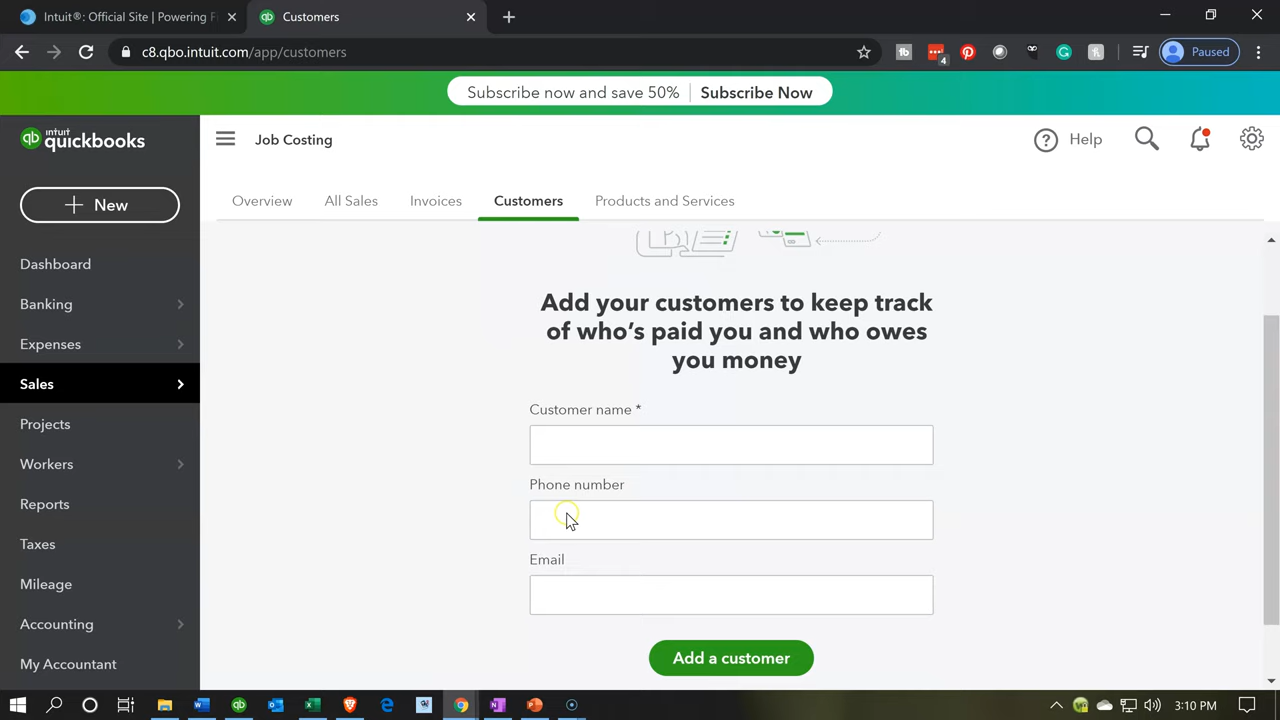 Intuit®: Official Site | Powering F
Customers
c8.qbo.intuit.com/app/customers
4
Paused
Subscribe now and save 50%
Subscribe Now
intuit
quickbooks
Job Costing
? Help
+ New
Overview
All Sales
Invoices
Customers
Products and Services
Dashboard
Banking
Expenses
Sales
Projects
Workers
Reports
Taxes
Mileage
Accounting
My Accountant
Add your customers to keep track
of who's paid you and who owes
you money
Customer name *
Phone number
Email
Add a customer
3:10 PM